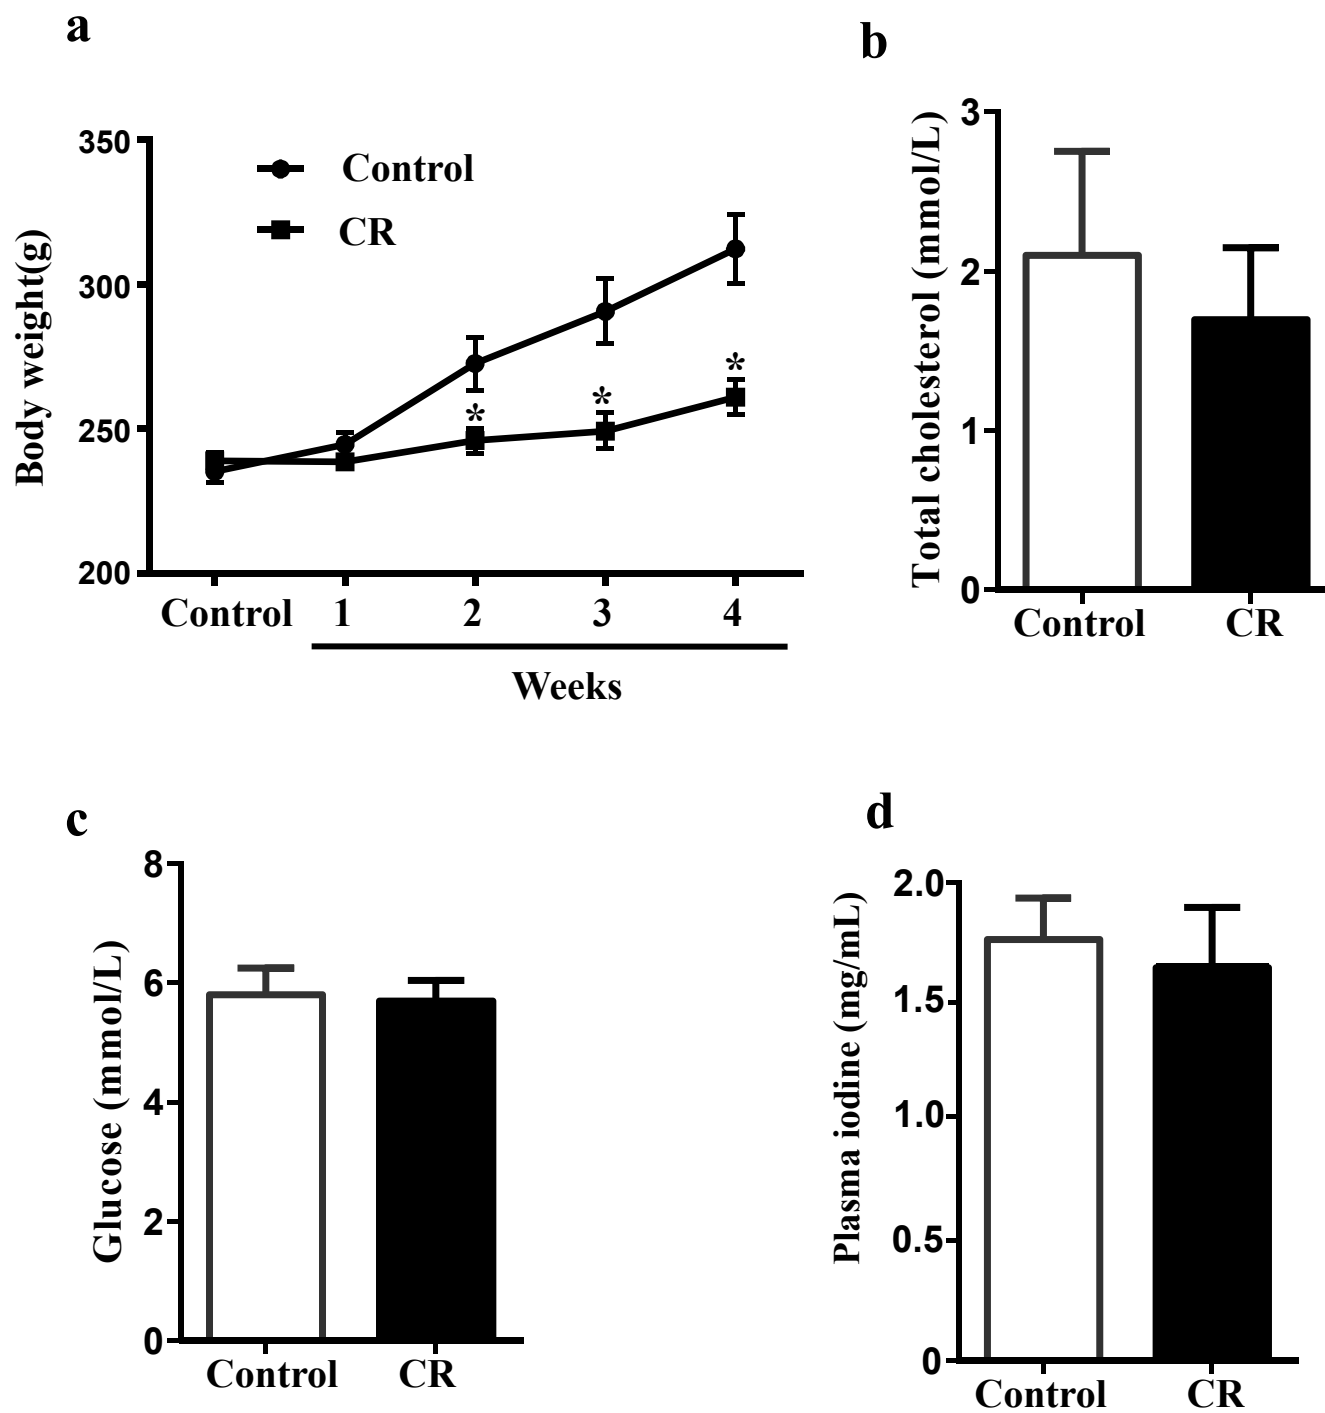 a
Body weight(g)
350
300
250
200
Control
CR
*
*
*
Control 1 2 3 4
Weeks
b
Total cholesterol (mmol/L)
3
2
1
0
Control CR
c
Glucose (mmol/L)
8
6
4
2
0
Control CR
d
Plasma iodine (mg/mL)
2.0
1.5
1.0
0.5
0
Control CR